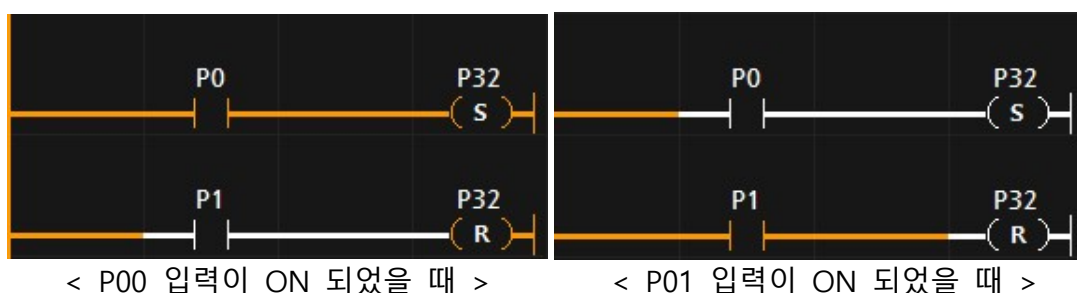 P0 P32 P0 P32
S S
P1 P32 P1 P32
R R
< P00 입력이 ON 되었을 때 > < P01 입력이 ON 되었을 때 >